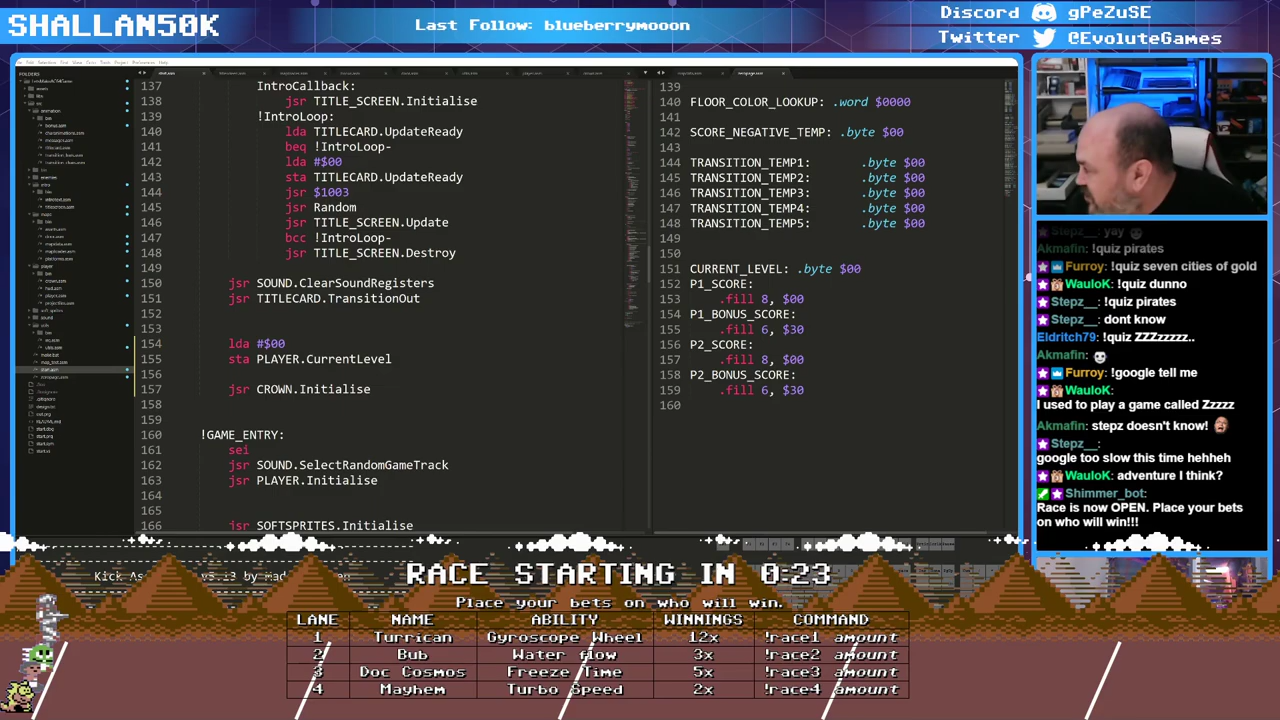 SHALLAN50K
Last Follow: blueberrymooon
Discord gPeZuSE
Twitter @EvoluteGames
FOLDERS
137 IntroCallback:
138 jsr TITLE_SCREEN.Initialise
139 !IntroLoop:
140 lda TITLECARD.UpdateReady
141 beq !IntroLoop-
142 lda #$00
143 sta TITLECARD.UpdateReady
144 jsr $1003
145 jsr Random
146 jsr TITLE_SCREEN.Update
147 bcc !IntroLoop-
148 jsr TITLE_SCREEN.Destroy
149
150 jsr SOUND.ClearSoundRegisters
151 jsr TITLECARD.TransitionOut
152
153
154 lda #$00
155 sta PLAYER.CurrentLevel
156
157 jsr CROWN.Initialise
158
159
160 !GAME_ENTRY:
161 sei
162 jsr SOUND.SelectRandomGameTrack
163 jsr PLAYER.Initialise
164
165
166 jsr SOFTSPRITES.Initialise
139
140 FLOOR_COLOR_LOOKUP: .word $0000
141
142 SCORE_NEGATIVE_TEMP: .byte $00
143
144 TRANSITION_TEMP1: .byte $00
145 TRANSITION_TEMP2: .byte $00
146 TRANSITION_TEMP3: .byte $00
147 TRANSITION_TEMP4: .byte $00
148 TRANSITION_TEMP5: .byte $00
149
150
151 CURRENT_LEVEL: .byte $00
152 P1_SCORE:
153 .fill 8, $00
154 P1_BONUS_SCORE:
155 .fill 6, $30
156 P2_SCORE:
157 .fill 8, $00
158 P2_BONUS_SCORE:
159 .fill 6, $30
160
Stepz__: yay
Akmafin: !quiz pirates
Furroy: !quiz seven cities of gold
WauloK: !quiz dunno
Stepz__: !quiz pirates
Stepz__: dont know
Eldritch79: !quiz ZZZzzzzz..
Akmafin:
Furroy: !google tell me
WauloK:
I used to play a game called Zzzzz
Akmafin: stepz doesn't know!
Stepz__:
google too slow this time hehheh
WauloK: adventure I think?
Shimmer_bot:
Race is now OPEN. Place your bets
on who will win!!!
RACE STARTING IN 0:23
Place your bets on who will win.
LANE NAME ABILITY WINNINGS COMMAND
1 Turrican Gyroscope Wheel 12x !race1 amount
2 Bub Water flow 3x !race2 amount
3 Doc Cosmos Freeze Time 5x !race3 amount
4 Mayhem Turbo Speed 2x !race4 amount